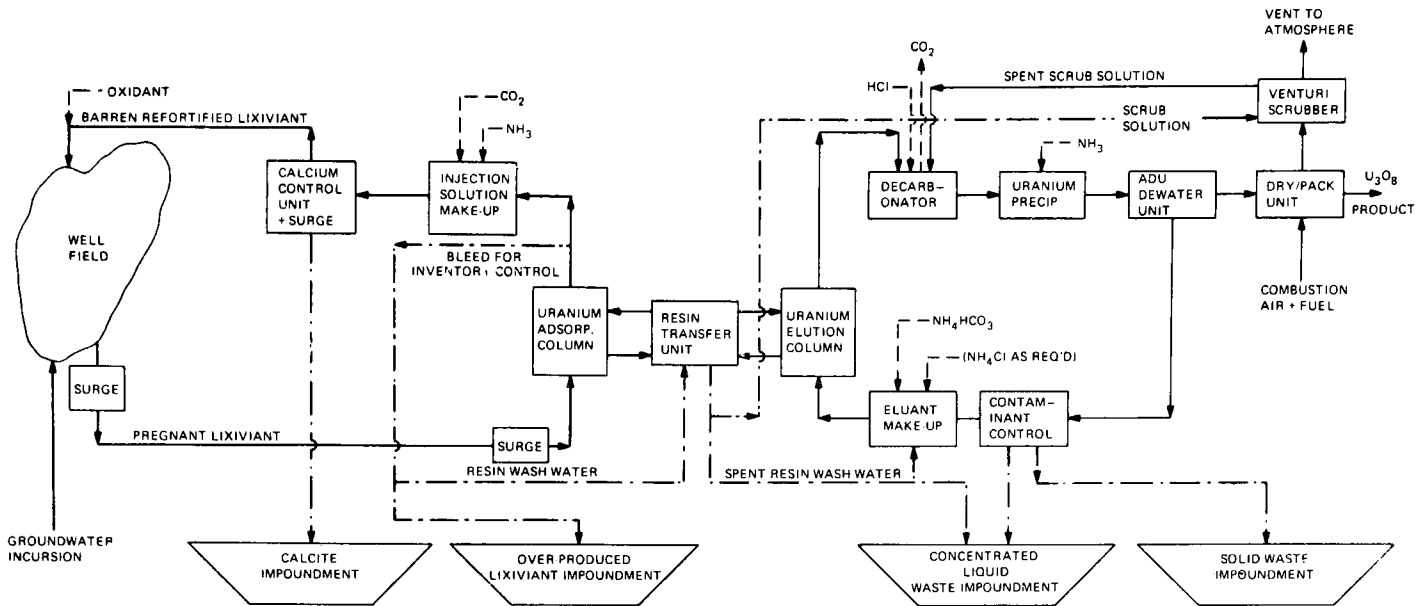 VENT TO
ATMOSPHERE
CO2
OXIDANT
CO2
HCl
SPENT SCRUB SOLUTION
VENTURI
SCRUBBER
BARREN REFORTIFIED LIXIVIANT
NH3
SCRUB
SOLUTION
NH3
CALCIUM
CONTROL
UNIT
+ SURGE
INJECTION
SOLUTION
MAKE-UP
DECARB-
ONATOR
URANIUM
PRECIP
ADU
DEWATER
UNIT
DRY/PACK
UNIT
U3O8
PRODUCT
WELL
FIELD
BLEED FOR
INVENTORY CONTROL
URANIUM
ADSORP.
COLUMN
RESIN
TRANSFER
UNIT
URANIUM
ELUTION
COLUMN
COMBUSTION
AIR + FUEL
NH4HCO3
(NH4Cl AS REQ'D)
SURGE
ELUANT
MAKE-UP
CONTAM-
INANT
CONTROL
PREGNANT LIXIVIANT
SURGE
RESIN WASH WATER
SPENT RESIN WASH WATER
GROUNDWATER
INCURSION
CALCITE
IMPOUNDMENT
OVER-PRODUCED
LIXIVIANT IMPOUNDMENT
CONCENTRATED
LIQUID
WASTE IMPOUNDMENT
SOLID WASTE
IMPOUNDMENT